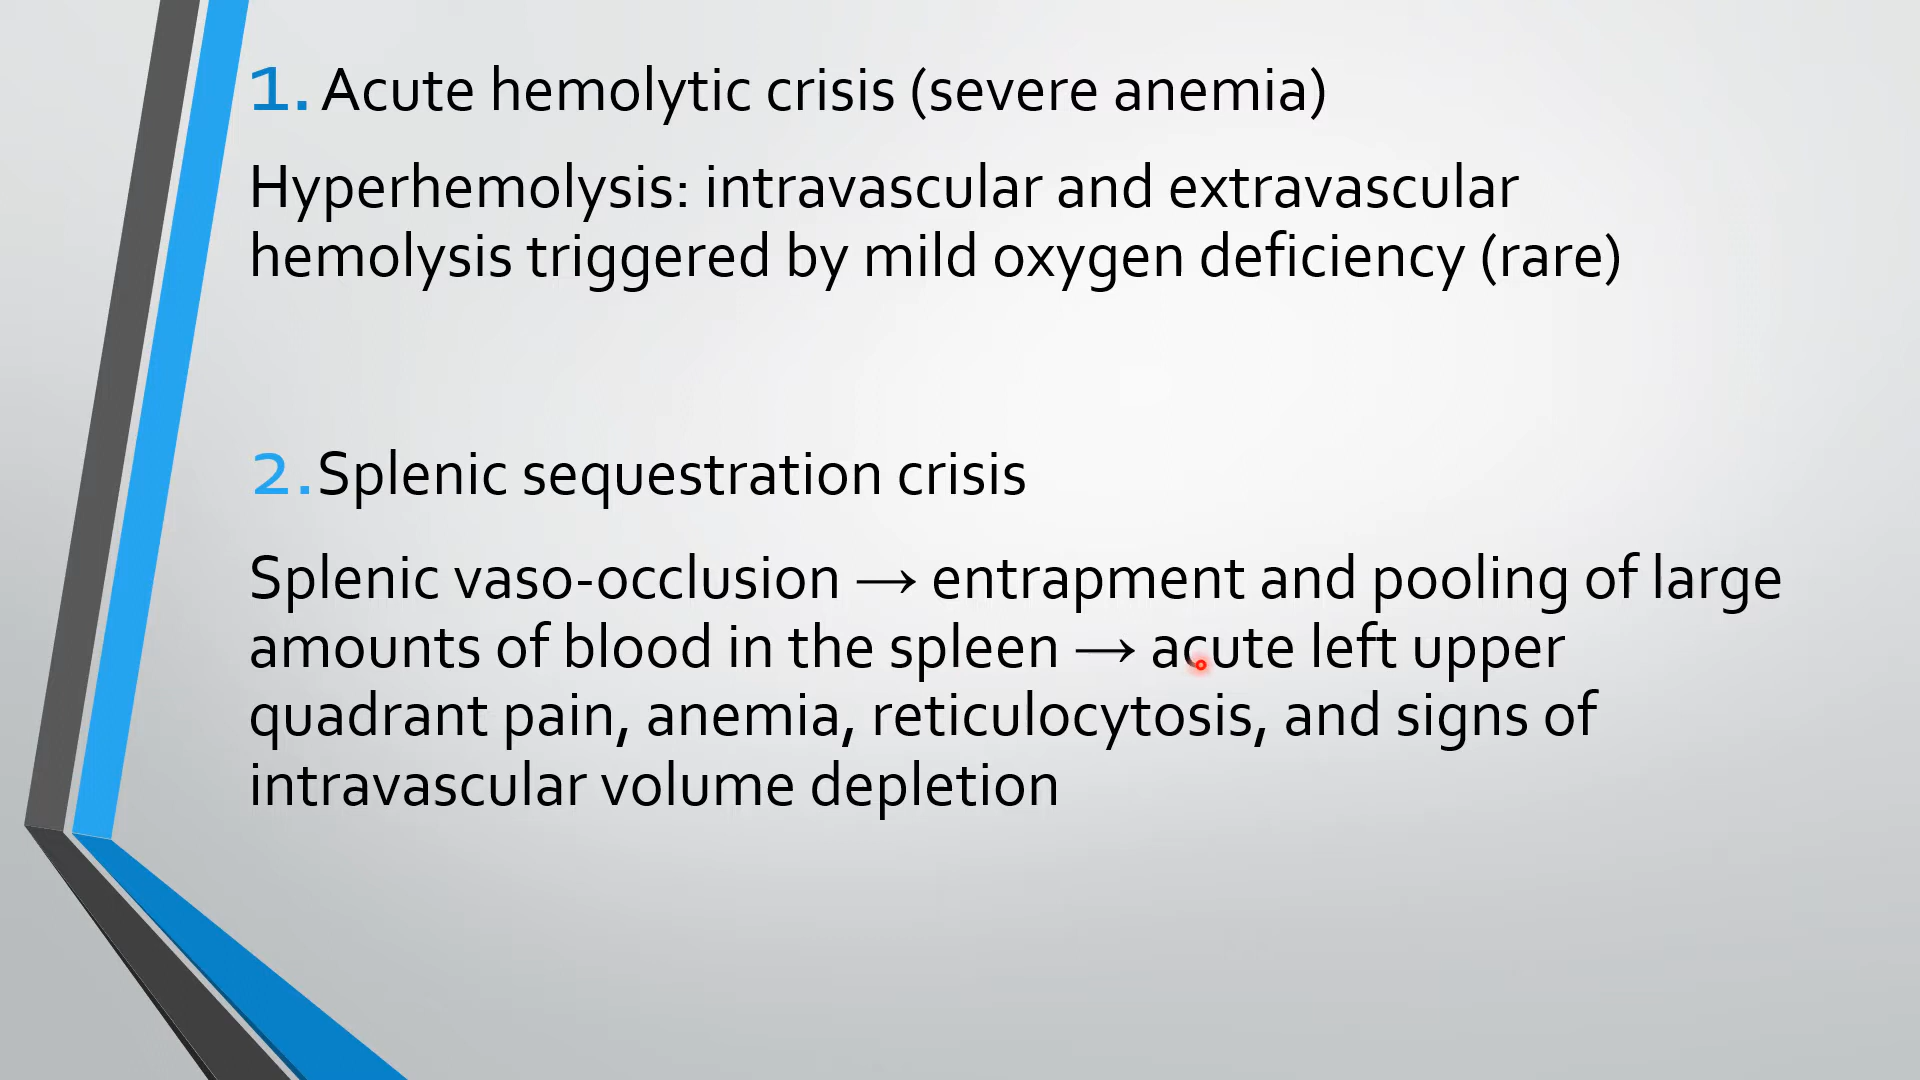 1. Acute hemolytic crisis (severe anemia)
Hyperhemolysis: intravascular and extravascular
hemolysis triggered by mild oxygen deficiency (rare)
2. Splenic sequestration crisis
Splenic vaso-occlusion → entrapment and pooling of large
amounts of blood in the spleen → acute left upper
quadrant pain, anemia, reticulocytosis, and signs of
intravascular volume depletion